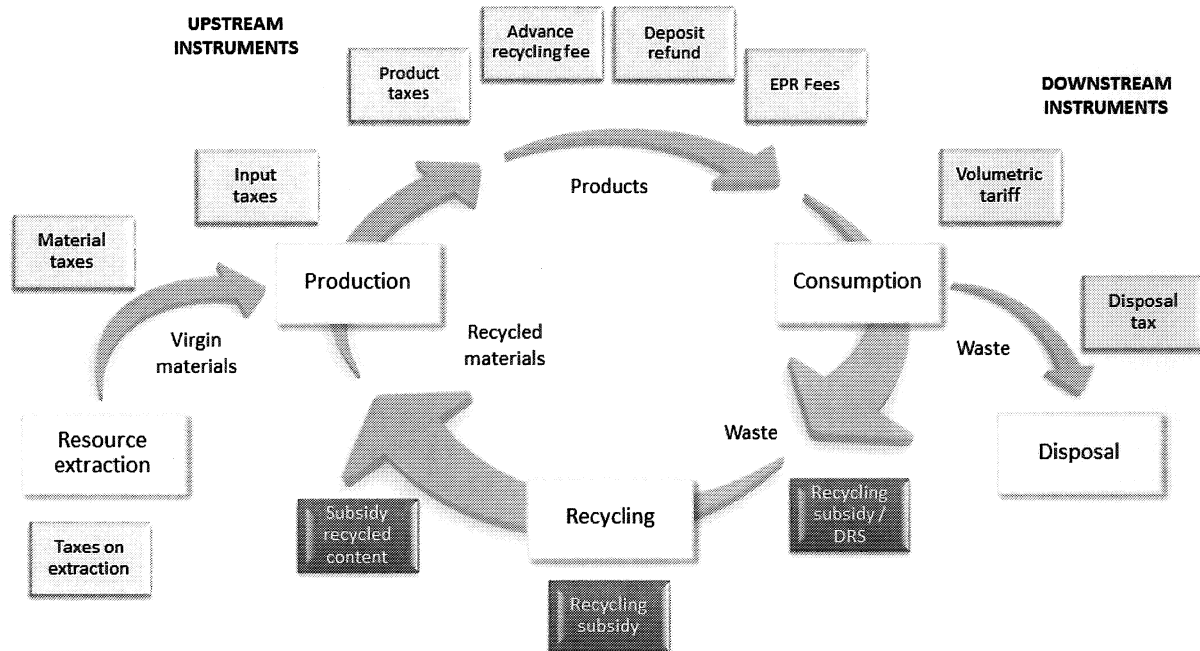 UPSTREAM
INSTRUMENTS
Advance
recycling fee
Deposit
refund
Product
taxes
EPR Fees
DOWNSTREAM
INSTRUMENTS
Input
taxes
Products
Volumetric
tariff
Material
taxes
Production
Consumption
Disposal
tax
Virgin
materials
Recycled
materials
Waste
Resource
extraction
Waste
Disposal
Taxes on
extraction
Subsidy
recycled
content
Recycling
Recycling
subsidy /
DRS
Recycling
subsidy